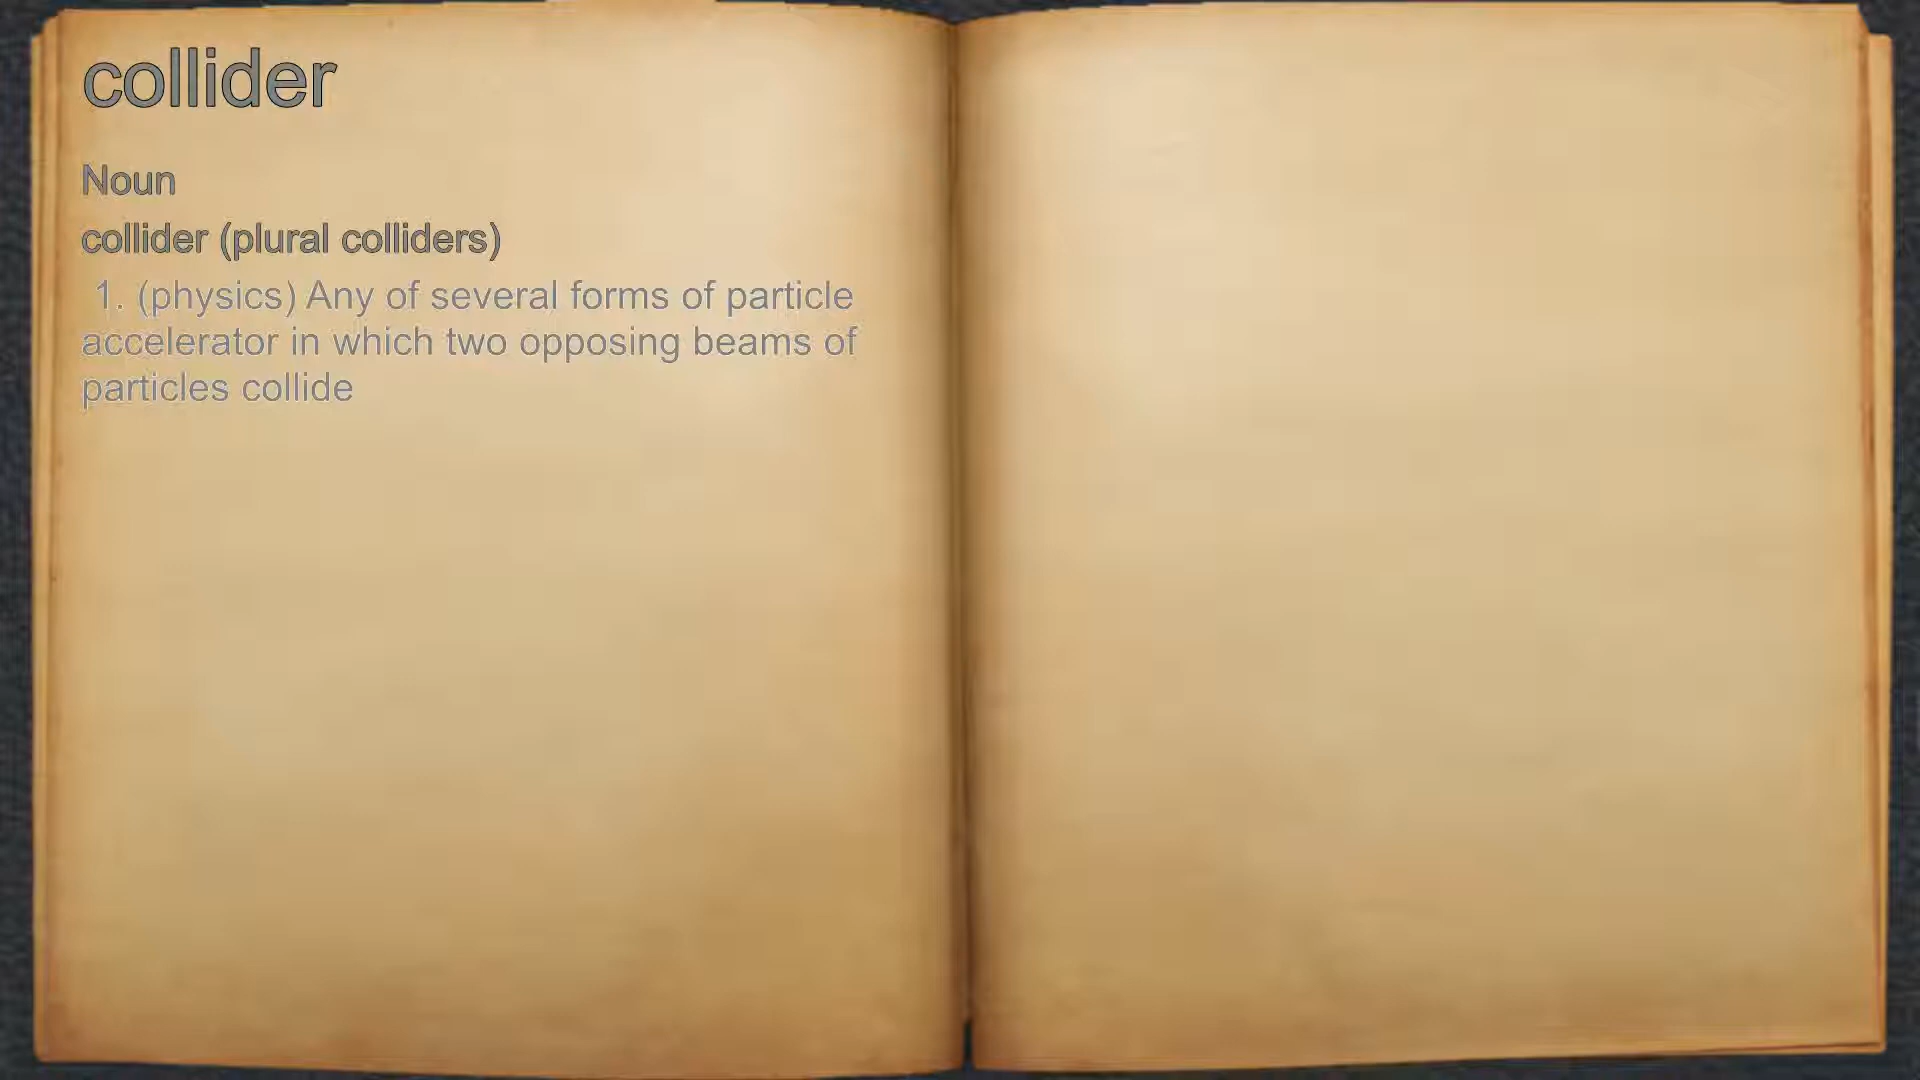 collider
Noun
collider (plural colliders)
1. (physics) Any of several forms of particle
accelerator in which two opposing beams of
particles collide